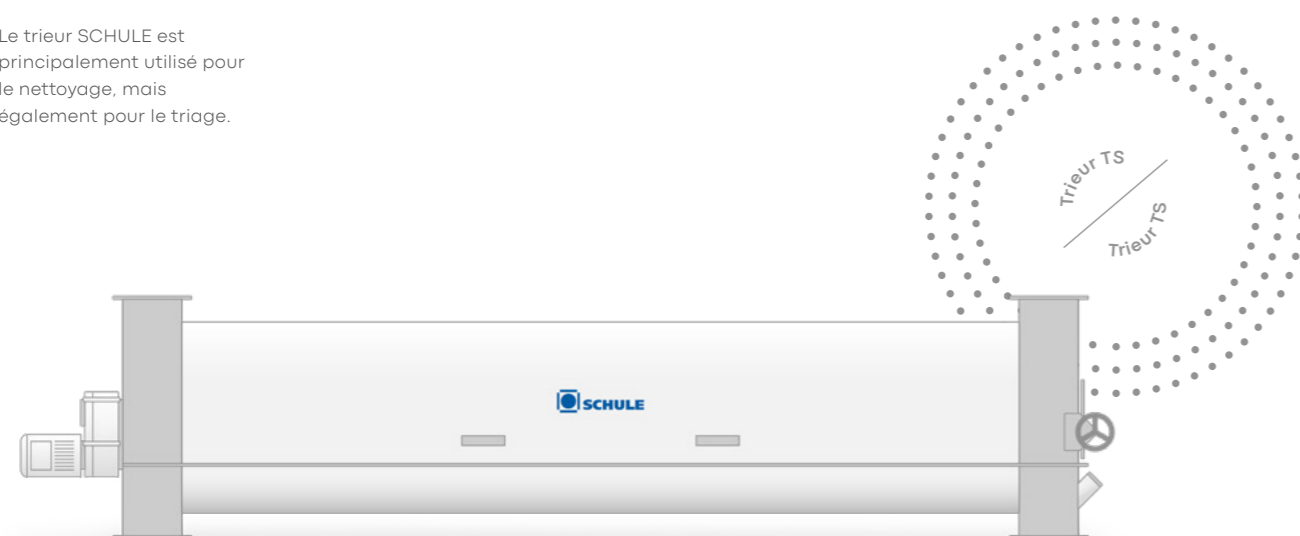 Le trieur SCHULE est
principalement utilisé pour
le nettoyage, mais
également pour le triage.
Trieur TS
Trieur TS
SCHULE